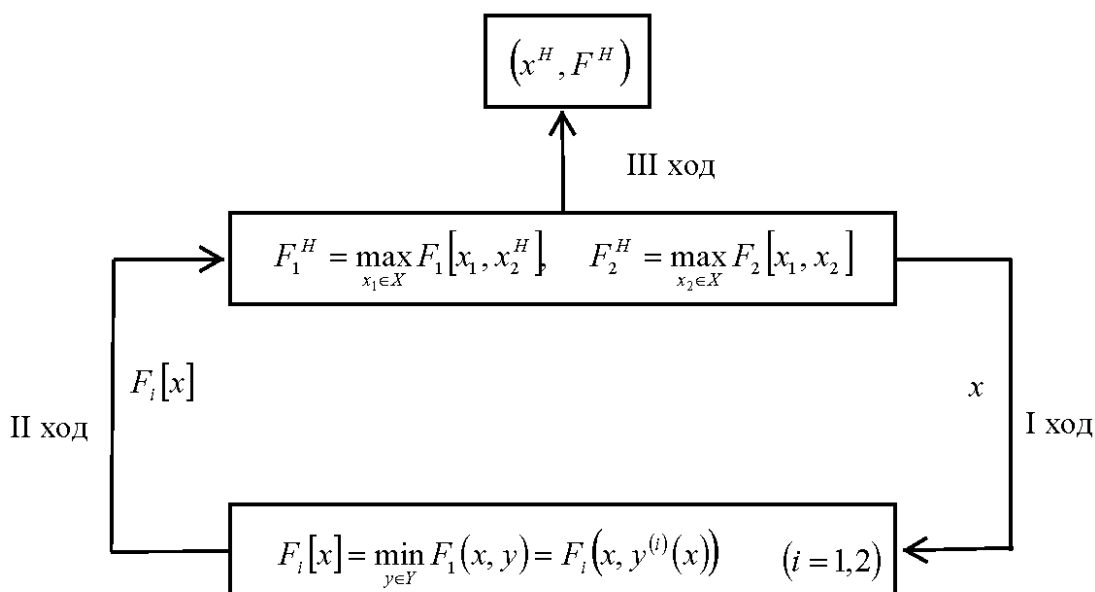 (x^H, F^H)
III ход
F_1^H = max_{x_1∈X} F_1[x_1, x_2^H], F_2^H = max_{x_2∈X} F_2[x_1, x_2]
F_i[x]
x
II ход
I ход
F_i[x] = min_{y∈Y} F_1(x, y) = F_i(x, y^{(i)}(x)) (i = 1,2)